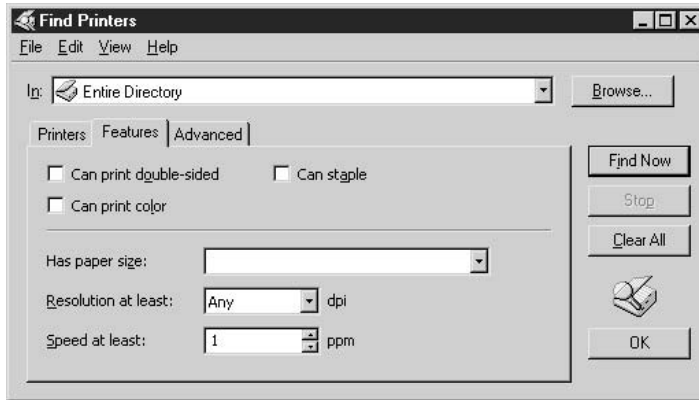 Find Printers
File Edit View Help
In: Entire Directory Browse...
Printers Features Advanced
Can print double-sided Can staple
Can print color
Has paper size:
Resolution at least: Any dpi
Speed at least: 1 ppm
Find Now
Stop
Clear All
OK